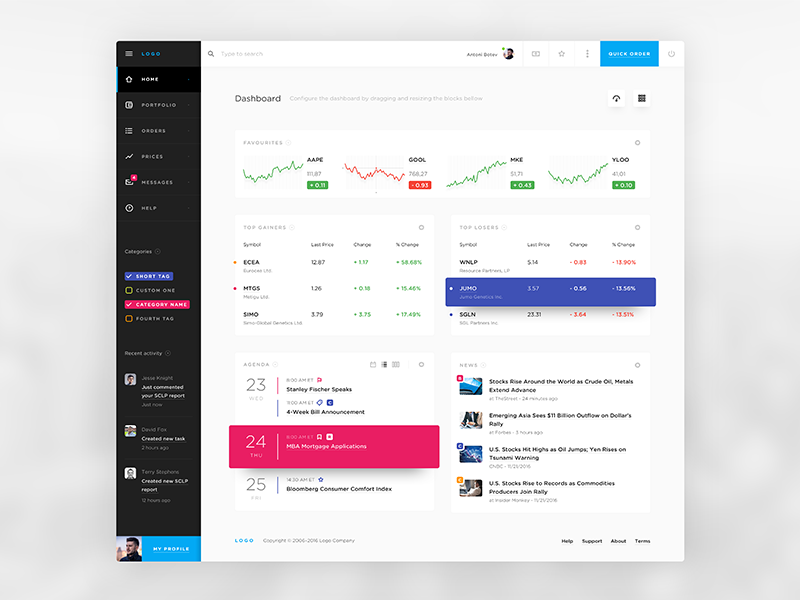 LOGO
Type to search
Antoni Botev
QUICK ORDER
HOME
PORTFOLIO
ORDERS
PRICES
4
MESSAGES
HELP
Categories
SHORT TAG
CUSTOM ONE
CATEGORY NAME
FOURTH TAG
Recent activity
Jesse Knight
Just commented
your SCLP report
Just now
David Fox
Created new task
2 hours ago
Terry Stephens
Created new SCLP
report
12 hours ago
MY PROFILE
Dashboard
Configure the dashboard by dragging and resizing the blocks bellow
FAVOURITES
AAPE
111,87
+ 0.11
GOOL
768,27
- 0.93
MKE
51,71
+ 0.43
YLOO
41,01
+ 0.10
TOP GAINERS
Symbol Last Price Change % Change
ECEA 12.87 + 1.17 + 58.68%
Eurooea Ltd.
MTGS 1.26 + 0.16 + 15.46%
SIMO 3.79 + 3.75 + 17.49%
Simo Global Genetics Ltd.
TOP LOSERS
Symbol Last Price Change % Change
WNLP 5.14 - 0.83 - 13.90%
Resource Partners, LP
JUMO 3.57 - 0.56 - 13.56%
Jumo Genetics Inc.
SGLN 23.31 - 3.64 - 13.51%
SGL Partners Inc.
AGENDA
23
WED
8:00 AM ET
Stanley Fischer Speaks
11:00 AM ET C
4-Week Bill Announcement
24
THU
8:00 AM ET R
MBA Mortgage Applications
25
FRI
14:30 AM ET
Bloomberg Consumer Comfort Index
NEWS
R
Stocks Rise Around the World as Crude Oil, Metals
Extend Advance
at TheStreet - 24 minutes ago
Emerging Asia Sees $11 Billion Outflow on Dollar's
Rally
at Forbes - 3 hours ago
C
U.S. Stocks Hit Highs as Oil Jumps; Yen Rises on
Tsunami Warning
CNBC - 11/21/2016
C
U.S. Stocks Rise to Records as Commodities
Producers Join Rally
at Insider Monkey - 11/21/2016
LOGO
Copyright © 2006-2016 Logo Company
Help Support About Terms